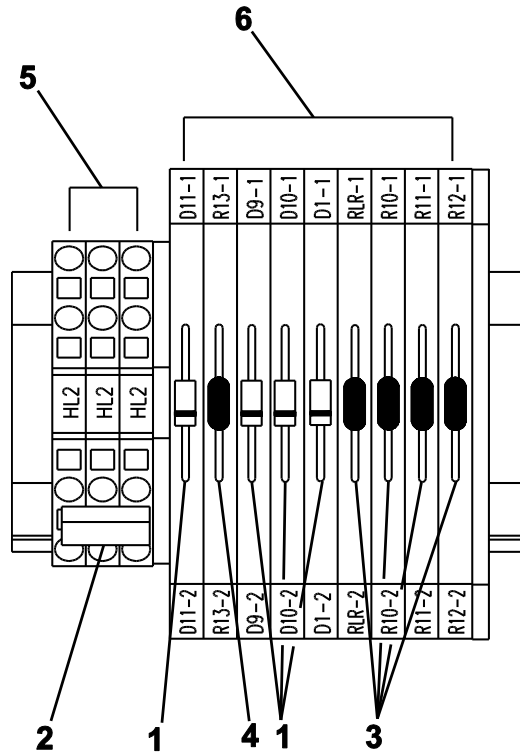 6
5
D11-1 R13-1 D9-1 D10-1 D1-1 RLR-1 R10-1 R11-1 R12-1
HL2 HL2 HL2
D11-2 R13-2 D9-2 D10-2 D1-2 RLR-2 R10-2 R11-2 R12-2
2 1 4 1 3